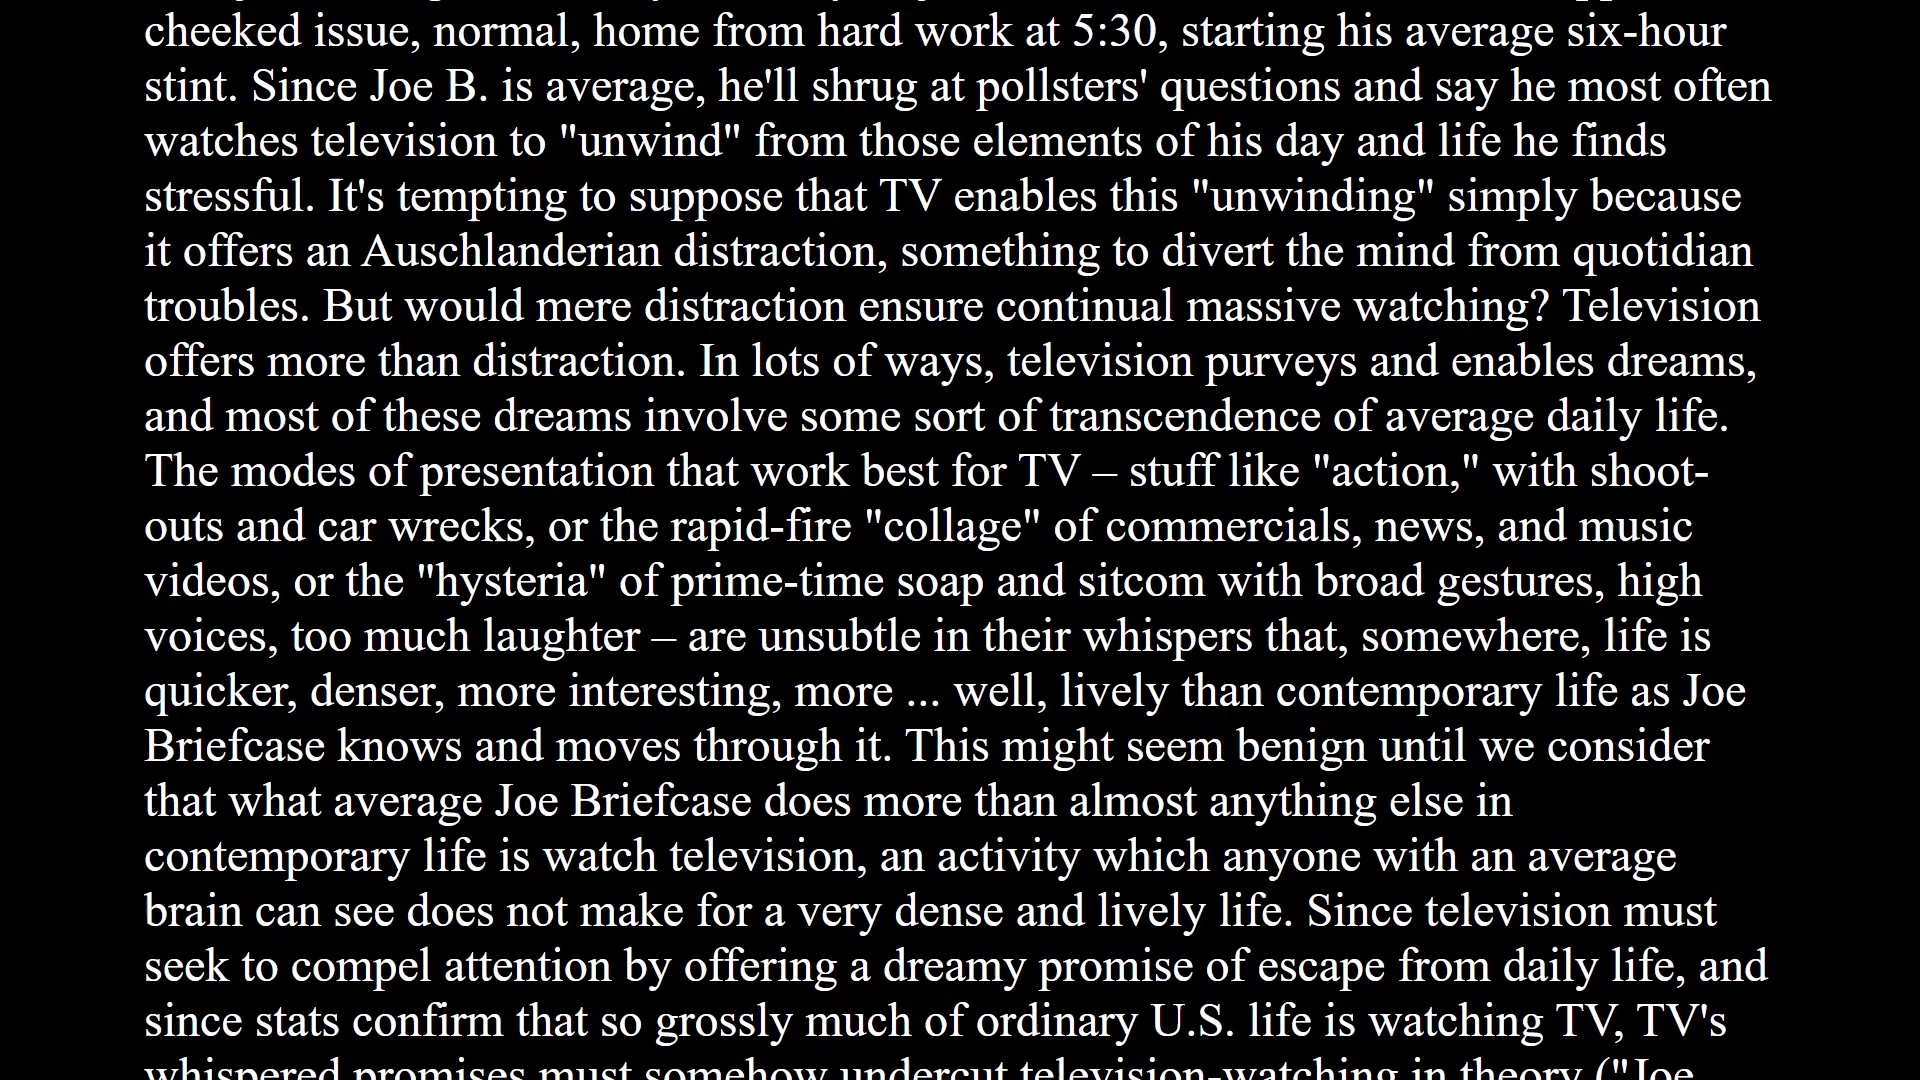 cheeked issue, normal, home from hard work at 5:30, starting his average six-hour
stint. Since Joe B. is average, he'll shrug at pollsters' questions and say he most often
watches television to "unwind" from those elements of his day and life he finds
stressful. It's tempting to suppose that TV enables this "unwinding" simply because
it offers an Auschlanderian distraction, something to divert the mind from quotidian
troubles. But would mere distraction ensure continual massive watching? Television
offers more than distraction. In lots of ways, television purveys and enables dreams,
and most of these dreams involve some sort of transcendence of average daily life.
The modes of presentation that work best for TV – stuff like "action," with shoot-
outs and car wrecks, or the rapid-fire "collage" of commercials, news, and music
videos, or the "hysteria" of prime-time soap and sitcom with broad gestures, high
voices, too much laughter – are unsubtle in their whispers that, somewhere, life is
quicker, denser, more interesting, more ... well, lively than contemporary life as Joe
Briefcase knows and moves through it. This might seem benign until we consider
that what average Joe Briefcase does more than almost anything else in
contemporary life is watch television, an activity which anyone with an average
brain can see does not make for a very dense and lively life. Since television must
seek to compel attention by offering a dreamy promise of escape from daily life, and
since stats confirm that so grossly much of ordinary U.S. life is watching TV, TV's
whispered promises must somehow undercut television-watching in theory ("Joe